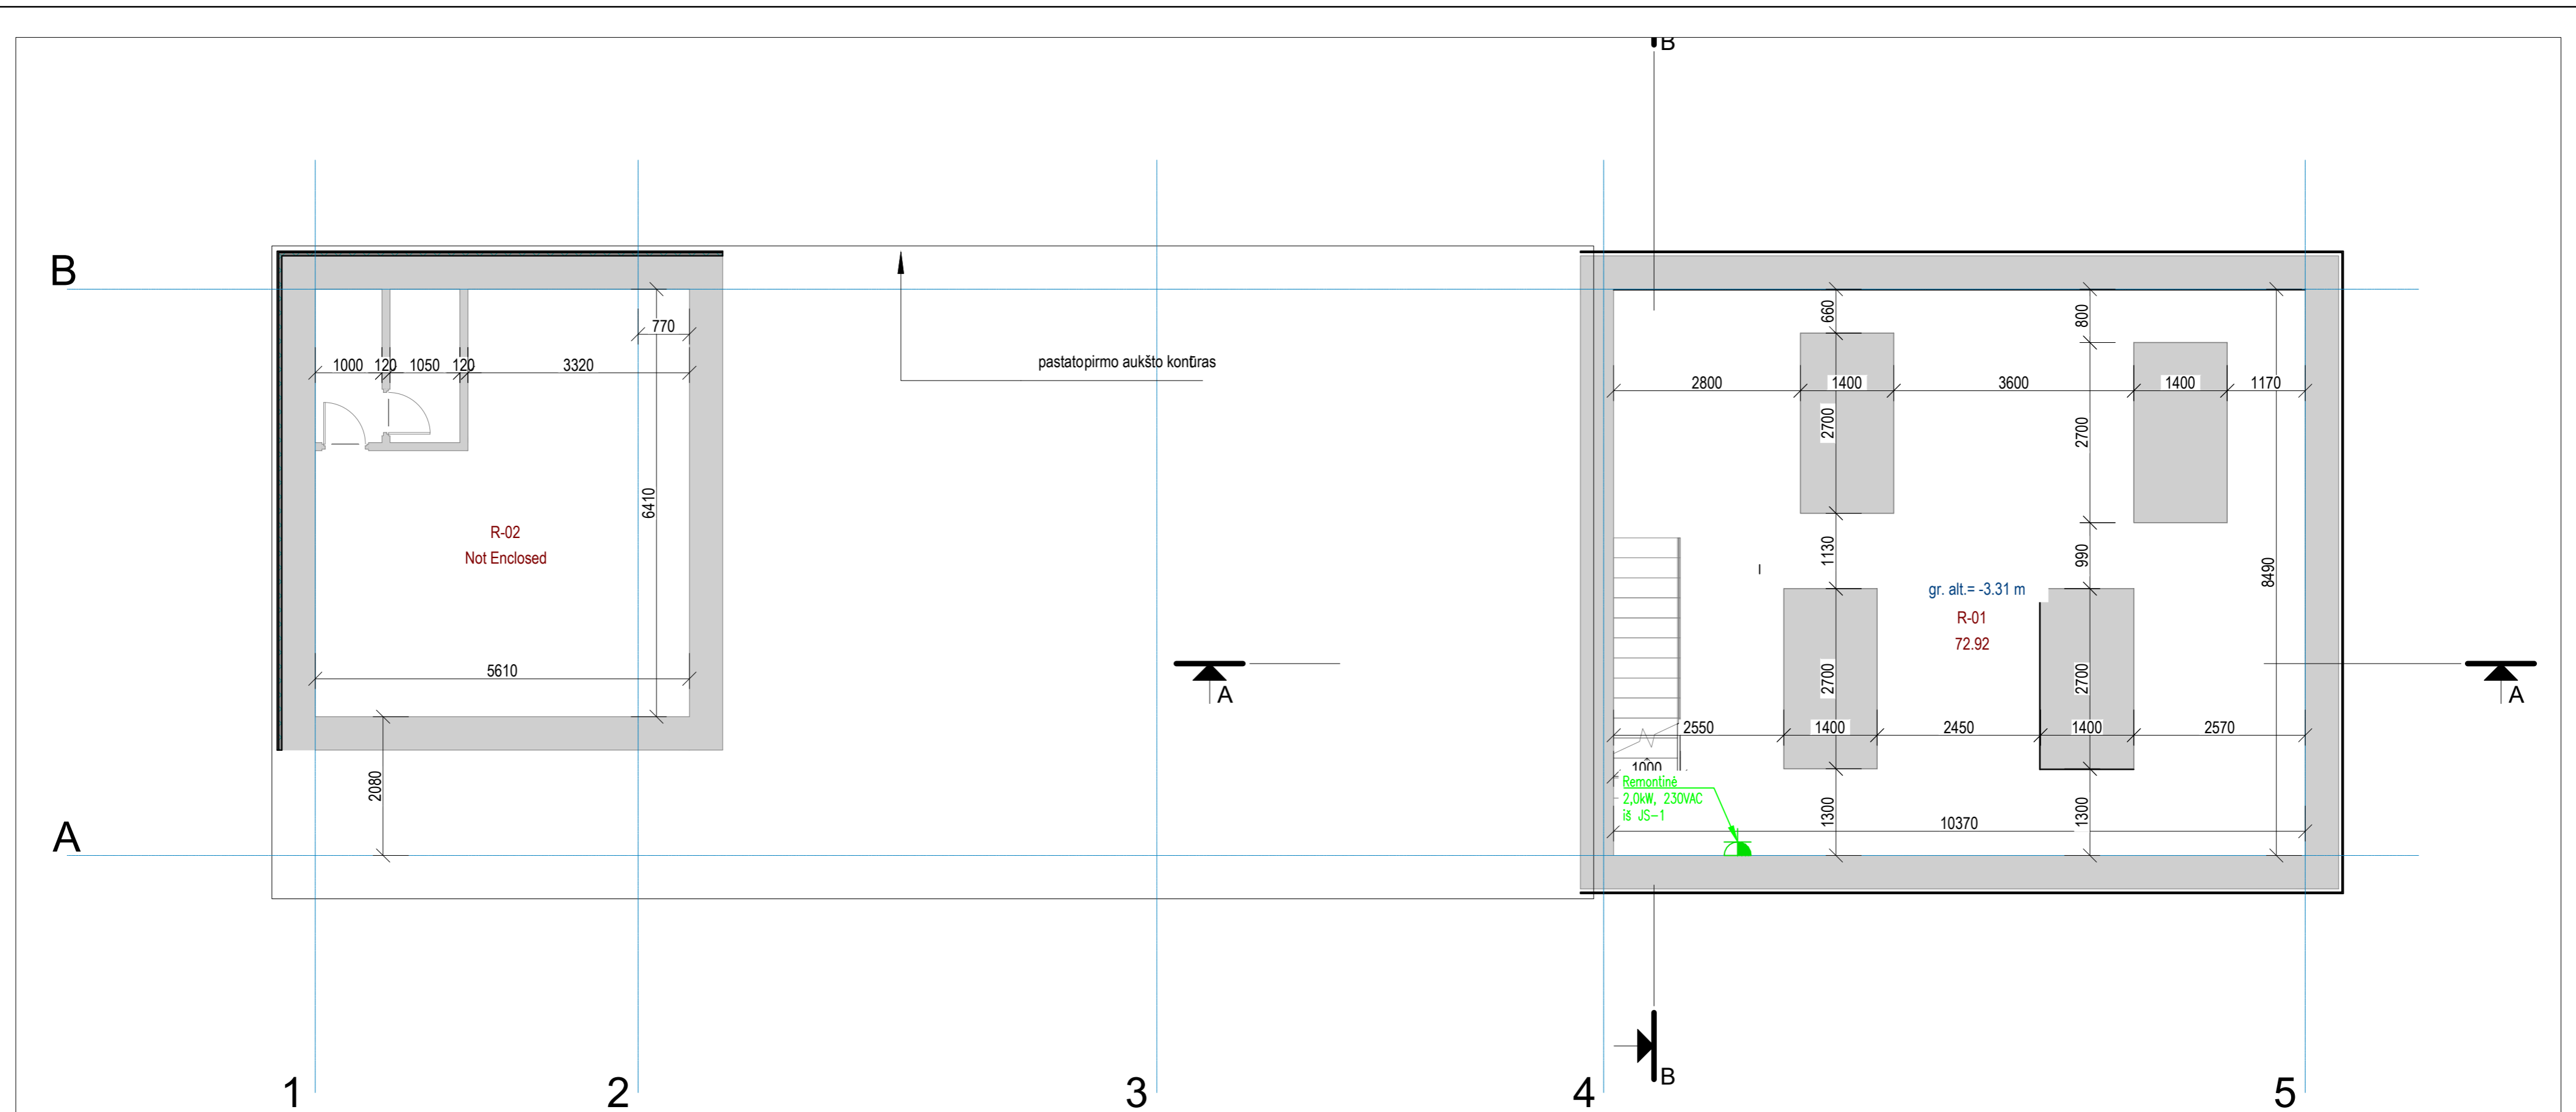 B
B
770
1000 120 1050 120 3320
6410
R-02
Not Enclosed
5610
2080
A
pastatopirmo aukšto kontūras
A
660
800
2800 1400 3600 1400 1170
2700
2700
1130
990
8490
gr. alt.= -3.31 m
R-01
72.92
2700
2700
A
2550 1400 2450 1400 2570
1000
Remontinė
2,0kW, 230VAC
iš JS-1
1300
1300
10370
B
1 2 3 4 5